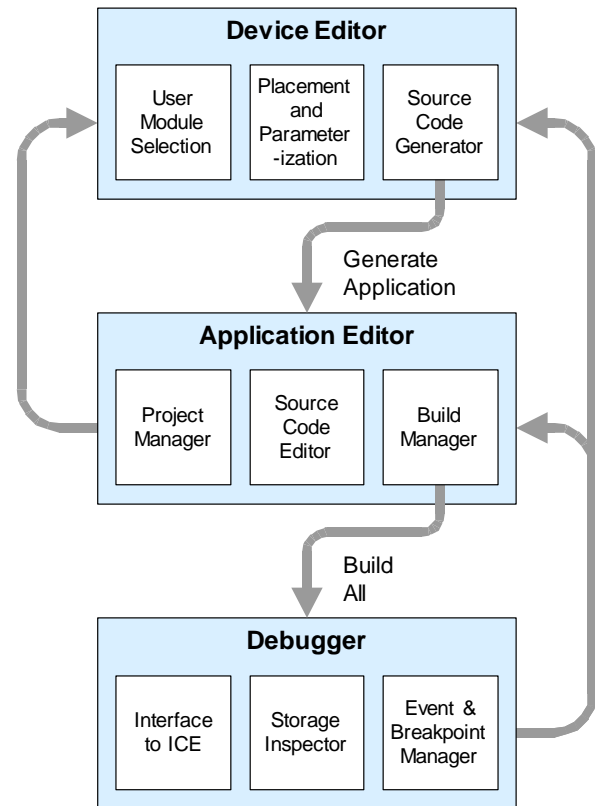 Device Editor
User
Module
Selection
Placement
and
Parameter
-ization
Source
Code
Generator
Generate
Application
Application Editor
Project
Manager
Source
Code
Editor
Build
Manager
Build
All
Debugger
Interface
to ICE
Storage
Inspector
Event &
Breakpoint
Manager